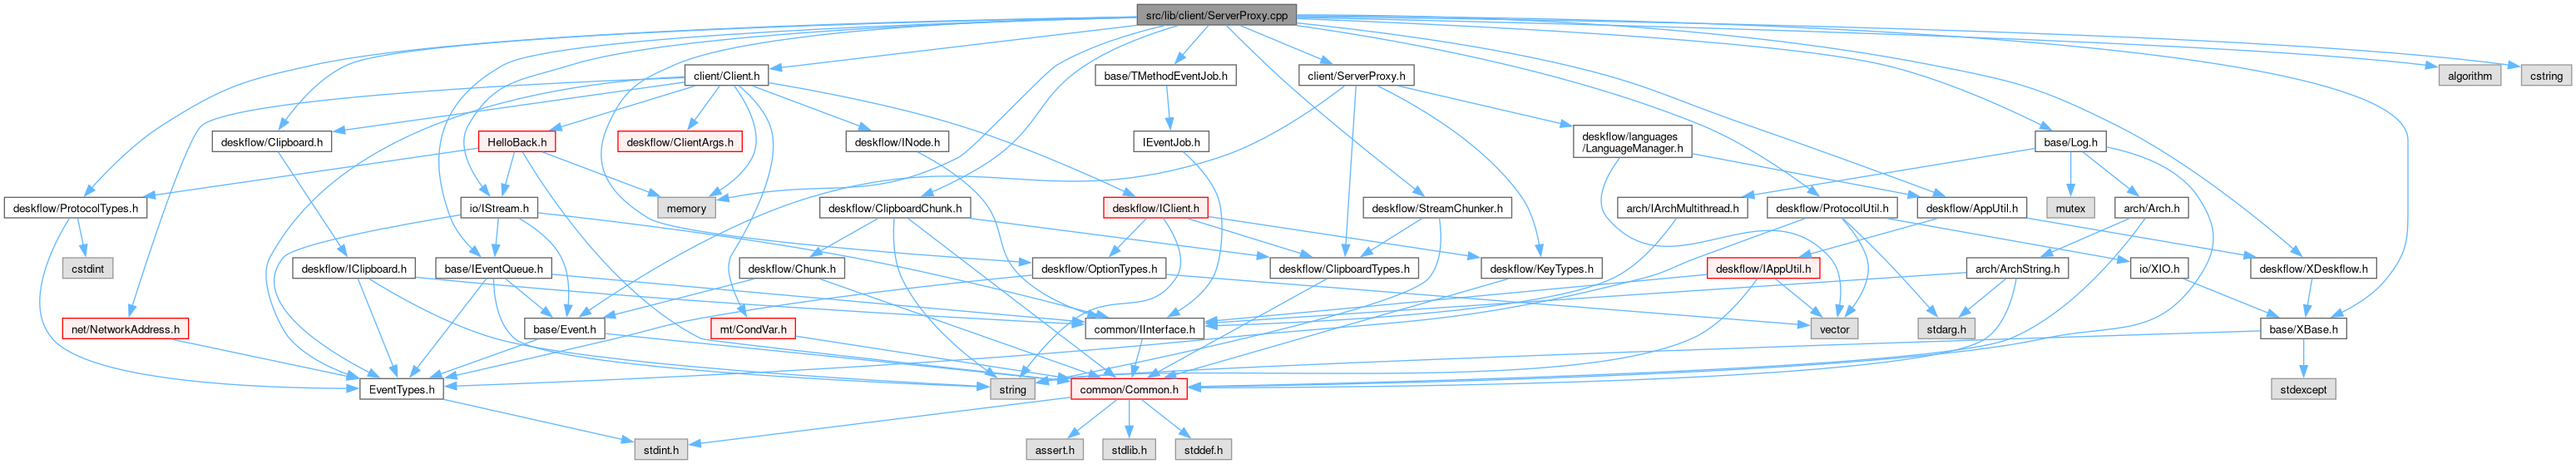 src/lib/client/ServerProxy.cpp
client/Client.h
base/TMethodEventJob.h
client/ServerProxy.h
algorithm
cstring
deskflow/Clipboard.h
HelloBack.h
deskflow/ClientArgs.h
deskflow/INode.h
IEventJob.h
deskflow/languages
/LanguageManager.h
base/Log.h
deskflow/ProtocolTypes.h
io/IStream.h
memory
deskflow/ClipboardChunk.h
deskflow/IClient.h
deskflow/StreamChunker.h
arch/IArchMultithread.h
deskflow/ProtocolUtil.h
deskflow/AppUtil.h
mutex
arch/Arch.h
cstdint
deskflow/IClipboard.h
base/IEventQueue.h
deskflow/Chunk.h
deskflow/OptionTypes.h
deskflow/ClipboardTypes.h
deskflow/KeyTypes.h
deskflow/IAppUtil.h
arch/ArchString.h
io/XIO.h
deskflow/XDeskflow.h
net/NetworkAddress.h
base/Event.h
mt/CondVar.h
common/IInterface.h
vector
stdarg.h
base/XBase.h
EventTypes.h
string
common/Common.h
stdexcept
stdint.h
assert.h
stdlib.h
stddef.h